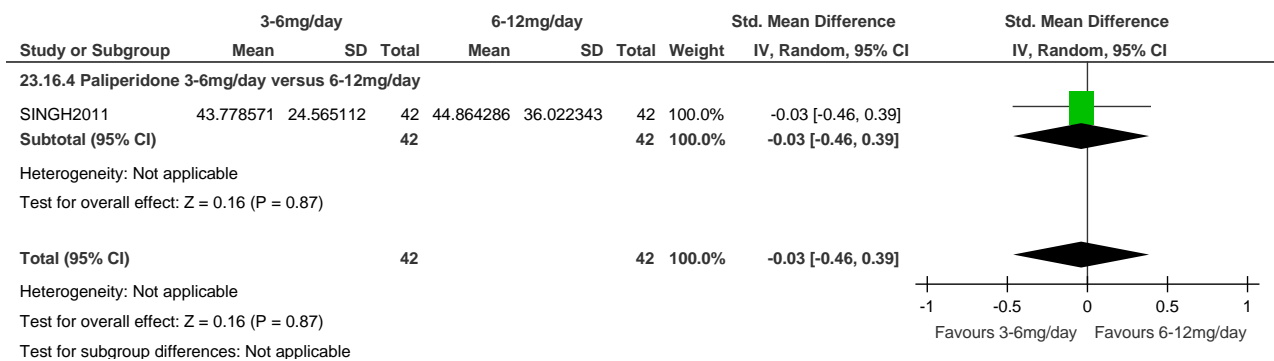 3-6mg/day 6-12mg/day Std. Mean Difference Std. Mean Difference
Study or Subgroup Mean SD Total Mean SD Total Weight IV, Random, 95% CI IV, Random, 95% CI
23.16.4 Paliperidone 3-6mg/day versus 6-12mg/day
SINGH2011 43.778571 24.565112 42 44.864286 36.022343 42 100.0% -0.03 [-0.46, 0.39]
Subtotal (95% CI) 42 42 100.0% -0.03 [-0.46, 0.39]
Heterogeneity: Not applicable
Test for overall effect: Z = 0.16 (P = 0.87)
Total (95% CI) 42 42 100.0% -0.03 [-0.46, 0.39]
Heterogeneity: Not applicable
Test for overall effect: Z = 0.16 (P = 0.87)
Test for subgroup differences: Not applicable
-1 -0.5 0 0.5 1
Favours 3-6mg/day Favours 6-12mg/day